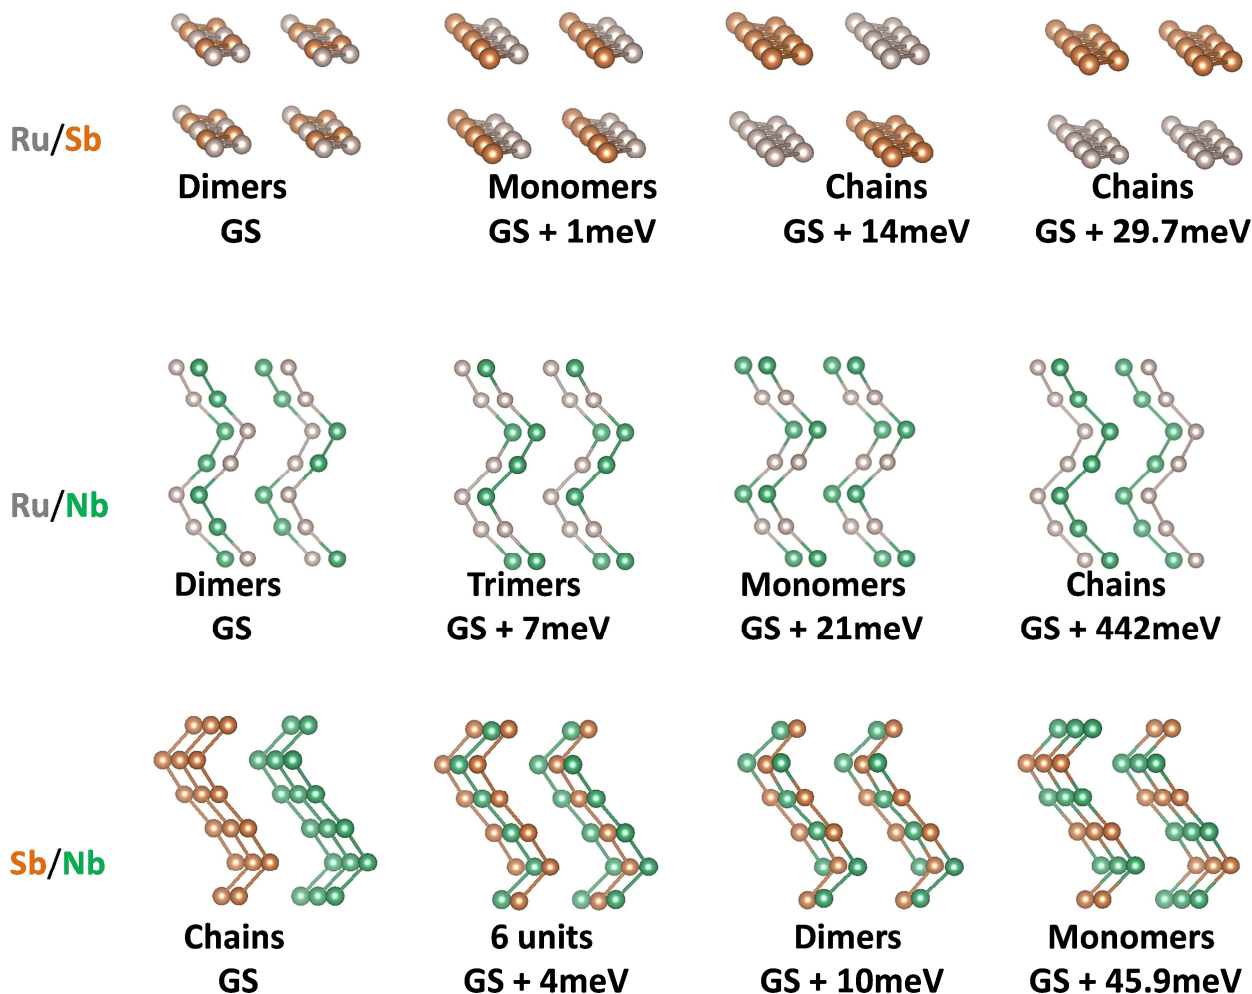 Ru/Sb
Dimers
GS
Monomers
GS + 1meV
Chains
GS + 14meV
Chains
GS + 29.7meV
Ru/Nb
Dimers
GS
Trimers
GS + 7meV
Monomers
GS + 21meV
Chains
GS + 442meV
Sb/Nb
Chains
GS
6 units
GS + 4meV
Dimers
GS + 10meV
Monomers
GS + 45.9meV